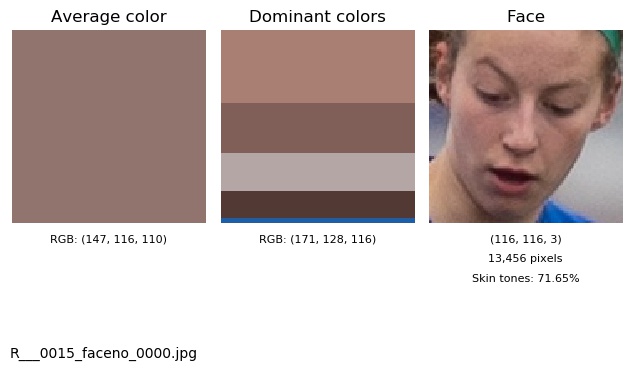 Average color
Dominant colors
Face
RGB: (147, 116, 110)
RGB: (171, 128, 116)
(116, 116, 3)
13,456 pixels
Skin tones: 71.65%
R___0015_faceno_0000.jpg